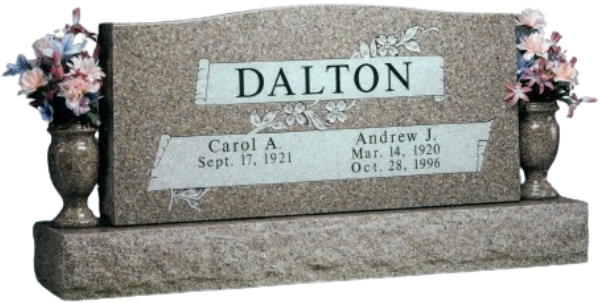 DALTON
Carol A.
Sept. 17, 1921
Andrew J.
Mar. 14, 1920
Oct. 28, 1996